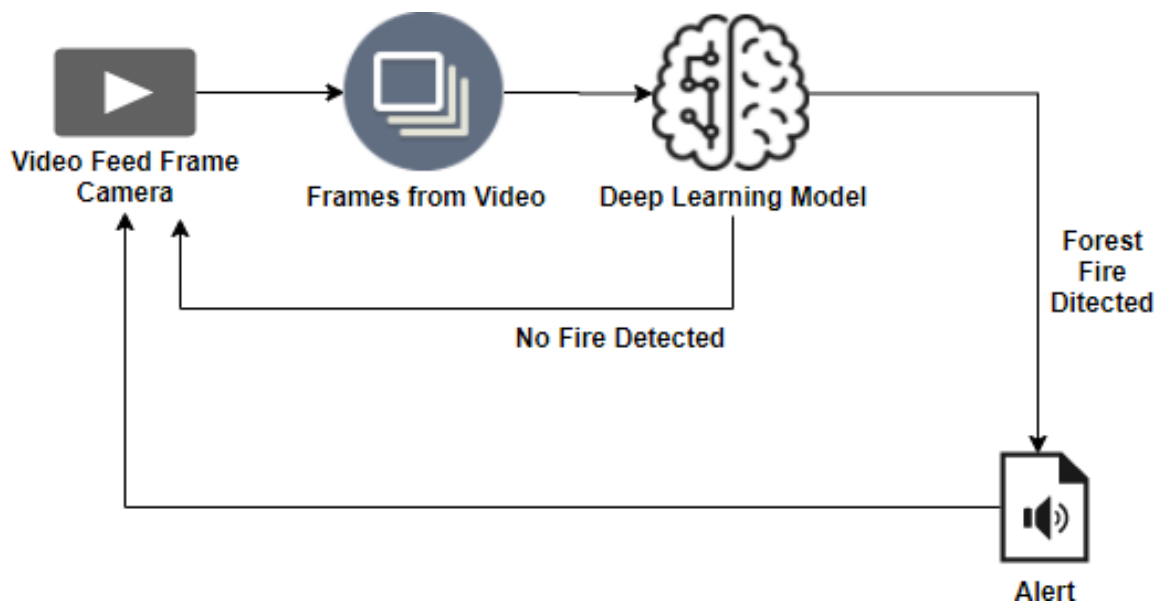 Video Feed Frame
Camera
Frames from Video
Deep Learning Model
Forest
Fire
Ditected
No Fire Detected
Alert